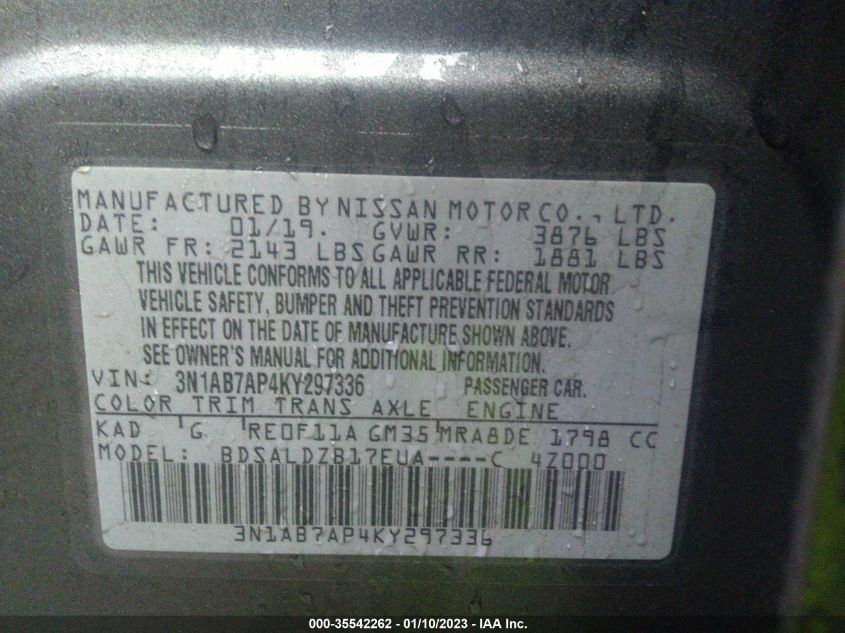 MANUFACTURED BY NISSAN MOTOR CO., LTD.
DATE: 01/19. GVWR: 3876 LBS
GAWR FR: 2143 LBS GAWR RR: 1881 LBS
THIS VEHICLE CONFORMS TO ALL APPLICABLE FEDERAL MOTOR
VEHICLE SAFETY, BUMPER AND THEFT PREVENTION STANDARDS
IN EFFECT ON THE DATE OF MANUFACTURE SHOWN ABOVE.
SEE OWNER'S MANUAL FOR ADDITIONAL INFORMATION.
VIN: 3N1AB7AP4KY297336 PASSENGER CAR.
COLOR TRIM TRANS AXLE ENGINE
KAD G RE0F11A GM35 MRA8DE 1798 CC
MODEL: BDSALDZB17EUA----C 4Z000
3N1AB7AP4KY297336
000-35542262 - 01/10/2023 - IAA Inc.